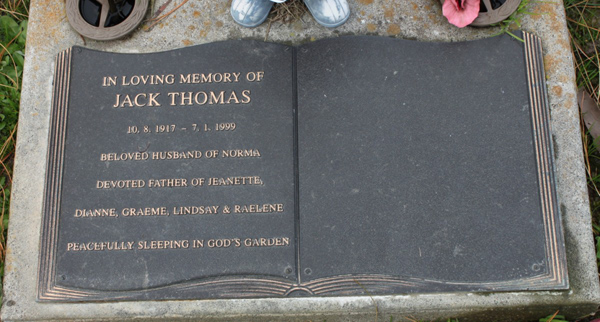 IN LOVING MEMORY OF
JACK THOMAS
10. 8. 1917 - 7. 1. 1999
BELOVED HUSBAND OF NORMA
DEVOTED FATHER OF JEANETTE,
DIANNE, GRAEME, LINDSAY & RAELENE
PEACEFULLY SLEEPING IN GOD'S GARDEN